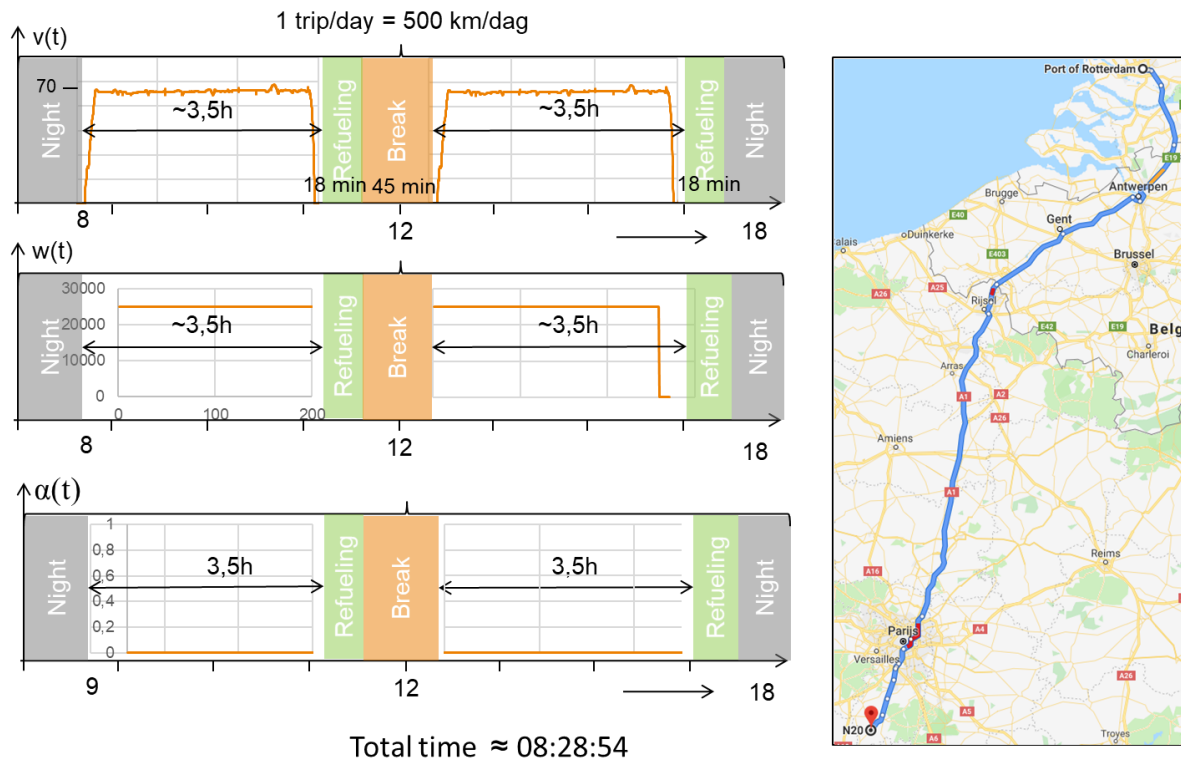 1 trip/day = 500 km/dag
v(t)
70
Night
~3,5h
Refueling
18 min
Break
45 min
~3,5h
Refueling
18 min
Night
8
12
18
w(t)
30000
20000
10000
0
0
100
200
Night
~3,5h
Refueling
Break
~3,5h
Refueling
Night
8
12
18
α(t)
1
0,8
0,6
0,4
0,2
0
Night
3,5h
Refueling
Break
3,5h
Refueling
Night
9
12
18
Total time ≈ 08:28:54
Port of Rotterdam
E19
Antwerpen
Brugge
E40
Gent
alais
Duinkerke
E403
Brussel
A26
A25
Rijsel
E42
E19
Belg
Charleroi
Arras
A1
A2
A26
Amiens
A1
Reims
A16
Parijs
A4
Versailles
A26
N20
A5
A6
Troyes